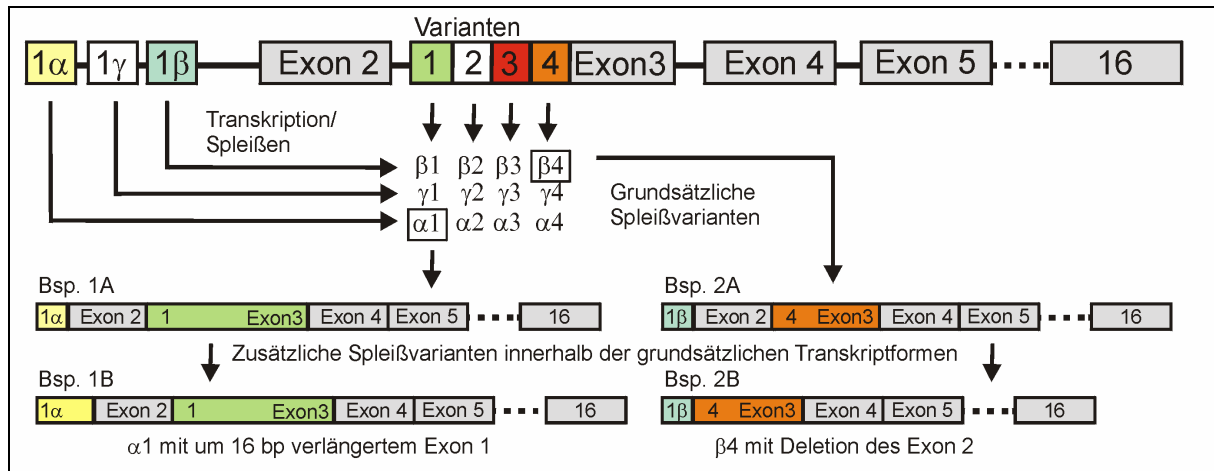 Varianten
1α 1γ 1β Exon 2 1 2 3 4 Exon3 Exon 4 Exon 5 16
Transkription/
Spleißen
β1 β2 β3 β4
γ1 γ2 γ3 γ4
α1 α2 α3 α4
Grundsätzliche
Spleißvarianten
Bsp. 1A
1α Exon 2 1 Exon3 Exon 4 Exon 5 16
Bsp. 2A
1β Exon 2 4 Exon3 Exon 4 Exon 5 16
Zusätzliche Spleißvarianten innerhalb der grundsätzlichen Transkriptformen
Bsp. 1B
1α Exon 2 1 Exon3 Exon 4 Exon 5 16
α1 mit um 16 bp verlängertem Exon 1
Bsp. 2B
1β 4 Exon3 Exon 4 Exon 5 16
β4 mit Deletion des Exon 2